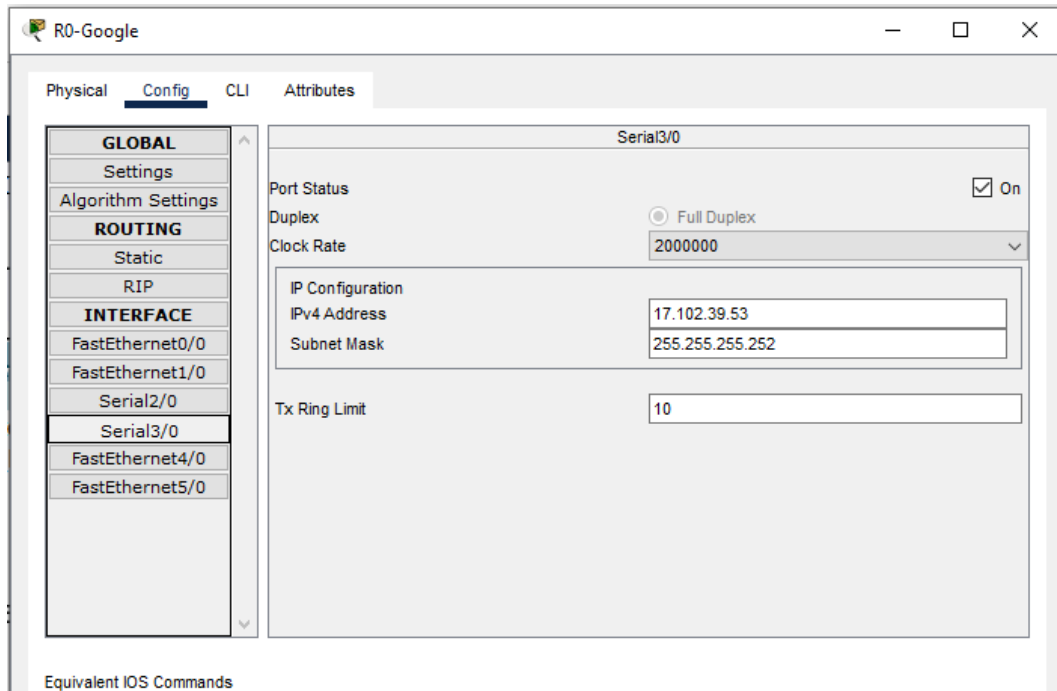 R0-Google
Physical Config CLI Attributes
GLOBAL
Settings
Algorithm Settings
ROUTING
Static
RIP
INTERFACE
FastEthernet0/0
FastEthernet1/0
Serial2/0
Serial3/0
FastEthernet4/0
FastEthernet5/0
Serial3/0
Port Status On
Duplex Full Duplex
Clock Rate 2000000
IP Configuration
IPv4 Address 17.102.39.53
Subnet Mask 255.255.255.252
Tx Ring Limit 10
Equivalent IOS Commands